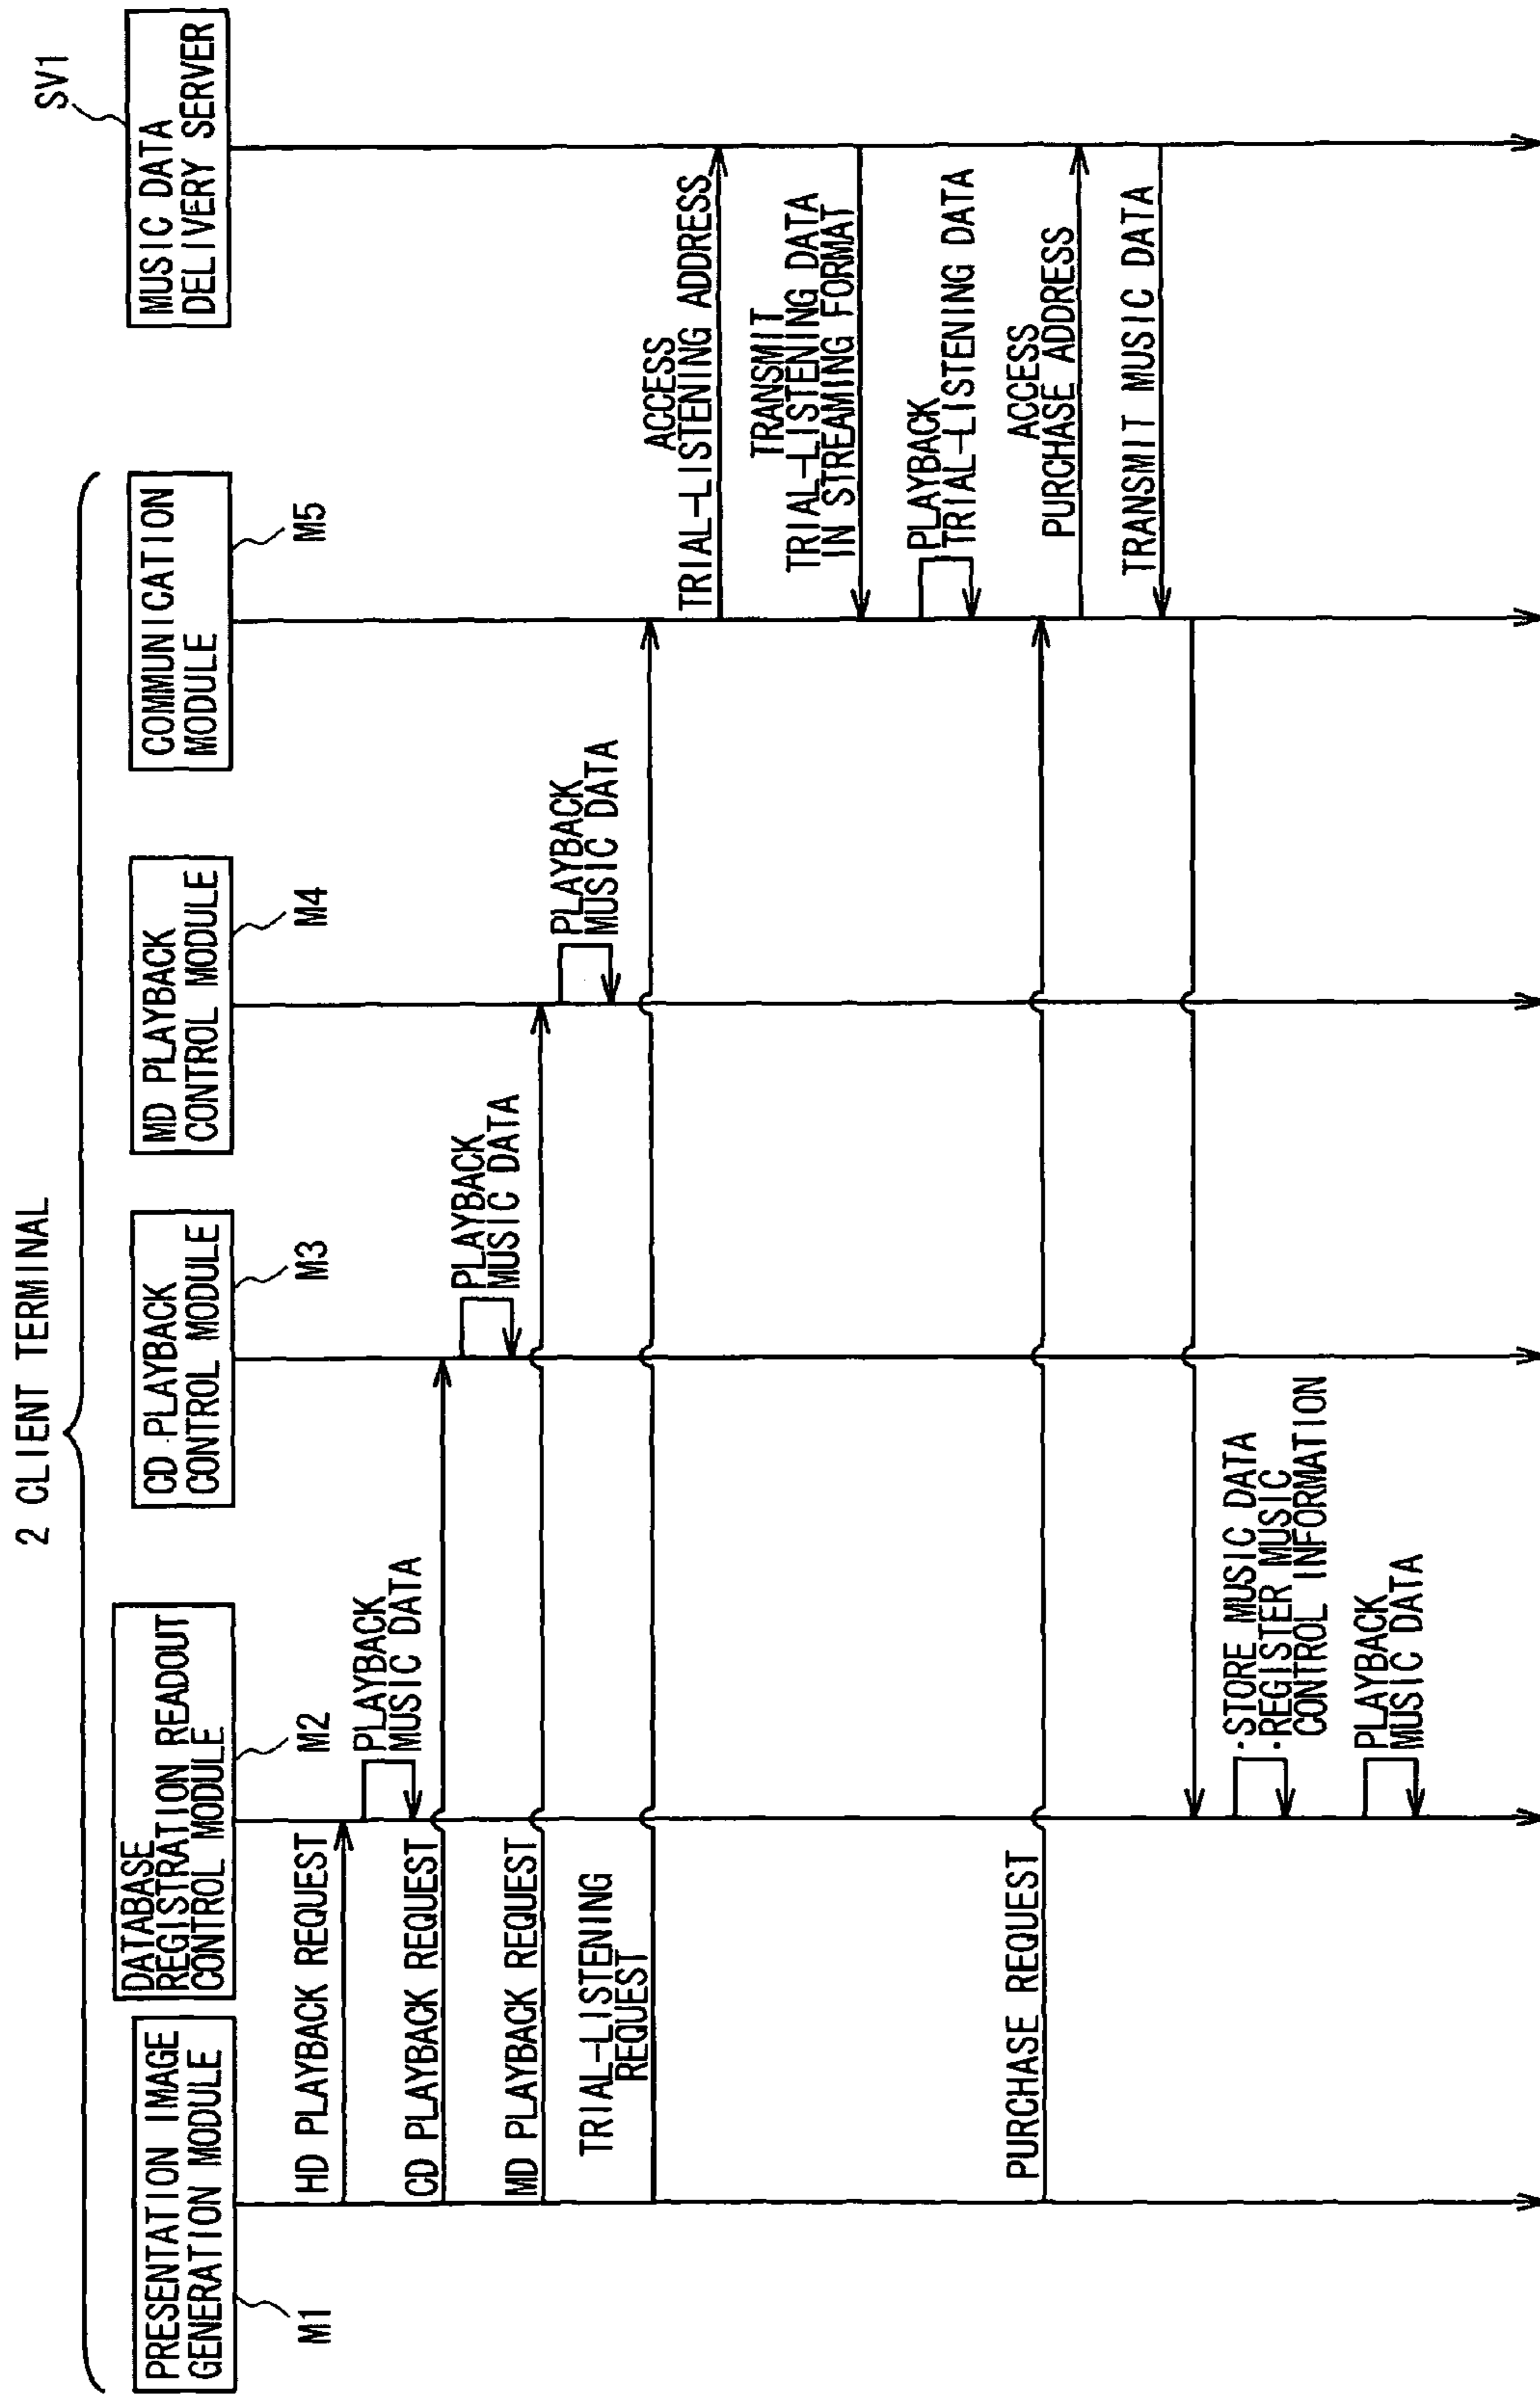 2 CLIENT TERMINAL
PRESENTATION IMAGE
GENERATION MODULE
M1
DATABASE
REGISTRATION READOUT
CONTROL MODULE
M2
CD PLAYBACK
CONTROL MODULE
M3
MD PLAYBACK
CONTROL MODULE
M4
COMMUNICATION
MODULE
M5
MUSIC DATA
DELIVERY SERVER
SV1
HD PLAYBACK REQUEST
PLAYBACK
MUSIC DATA
CD PLAYBACK REQUEST
PLAYBACK
MUSIC DATA
MD PLAYBACK REQUEST
PLAYBACK
MUSIC DATA
TRIAL-LISTENING
REQUEST
ACCESS
TRIAL-LISTENING ADDRESS
TRANSMIT
TRIAL-LISTENING DATA
IN STREAMING FORMAT
PLAYBACK
TRIAL-LISTENING DATA
PURCHASE REQUEST
ACCESS
PURCHASE ADDRESS
TRANSMIT MUSIC DATA
·STORE MUSIC DATA
·REGISTER MUSIC
CONTROL INFORMATION
PLAYBACK
MUSIC DATA